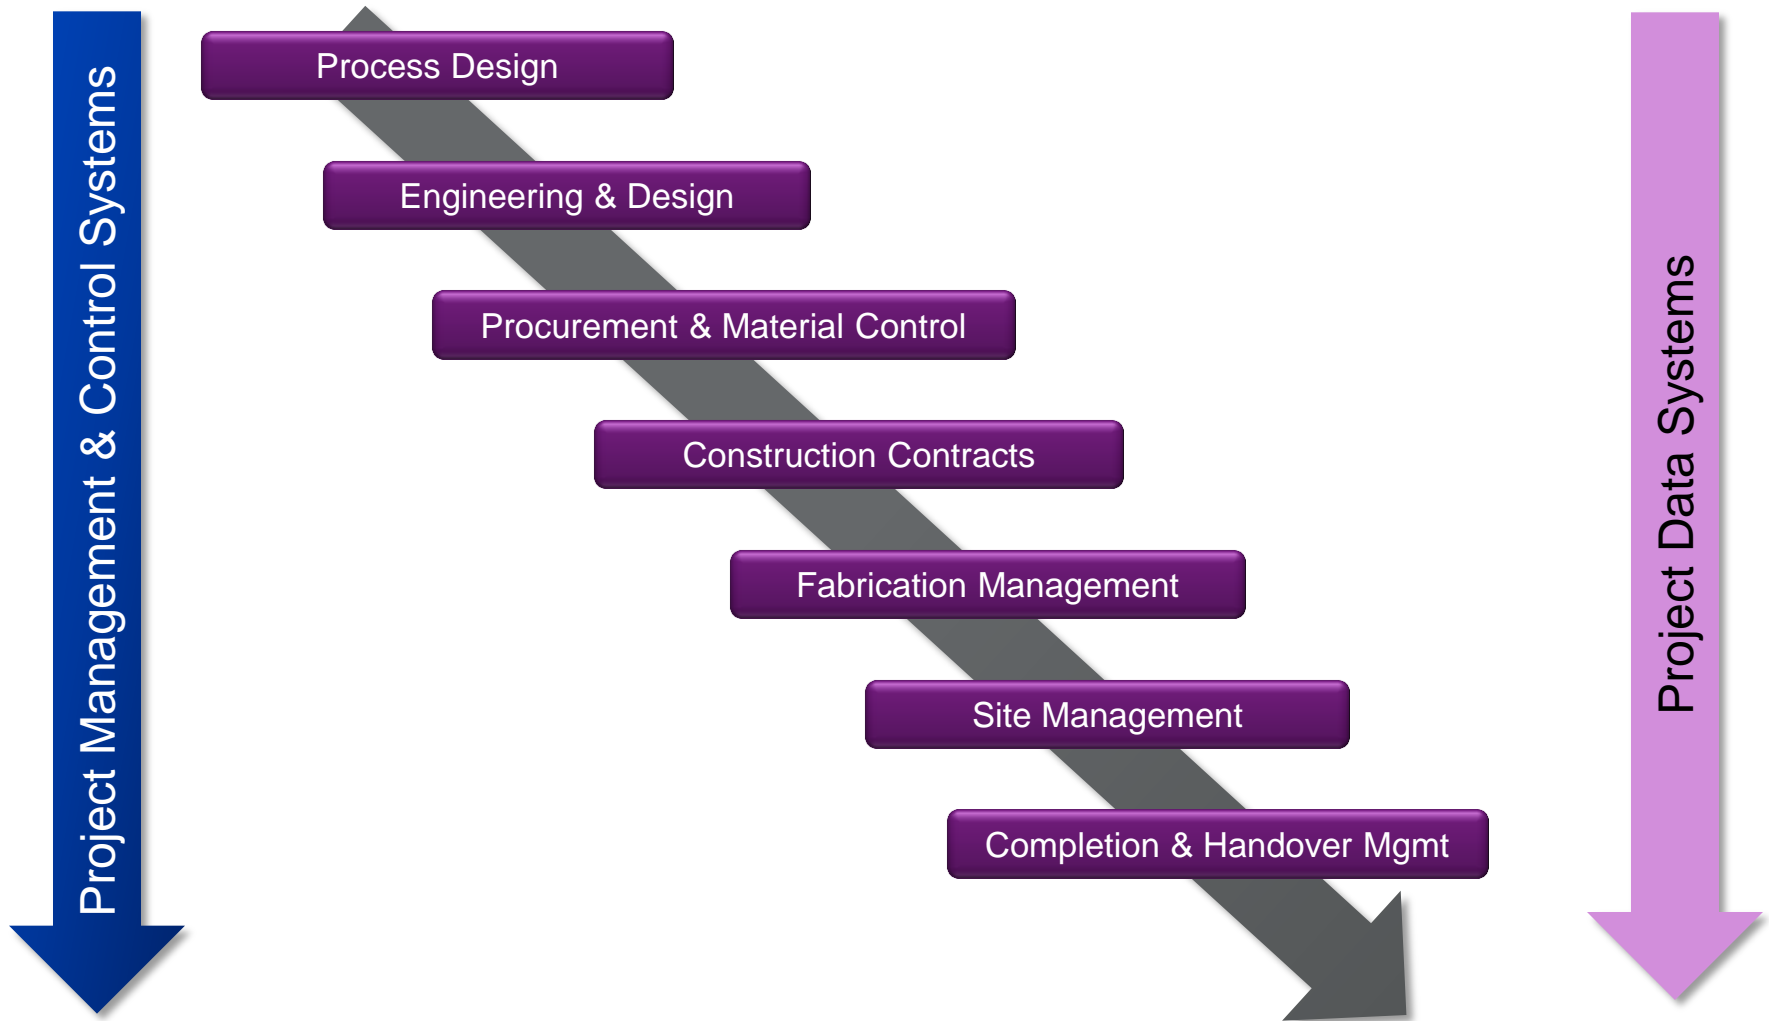 Project Management & Control Systems
Process Design
Engineering & Design
Procurement & Material Control
Construction Contracts
Fabrication Management
Site Management
Completion & Handover Mgmt
Project Data Systems